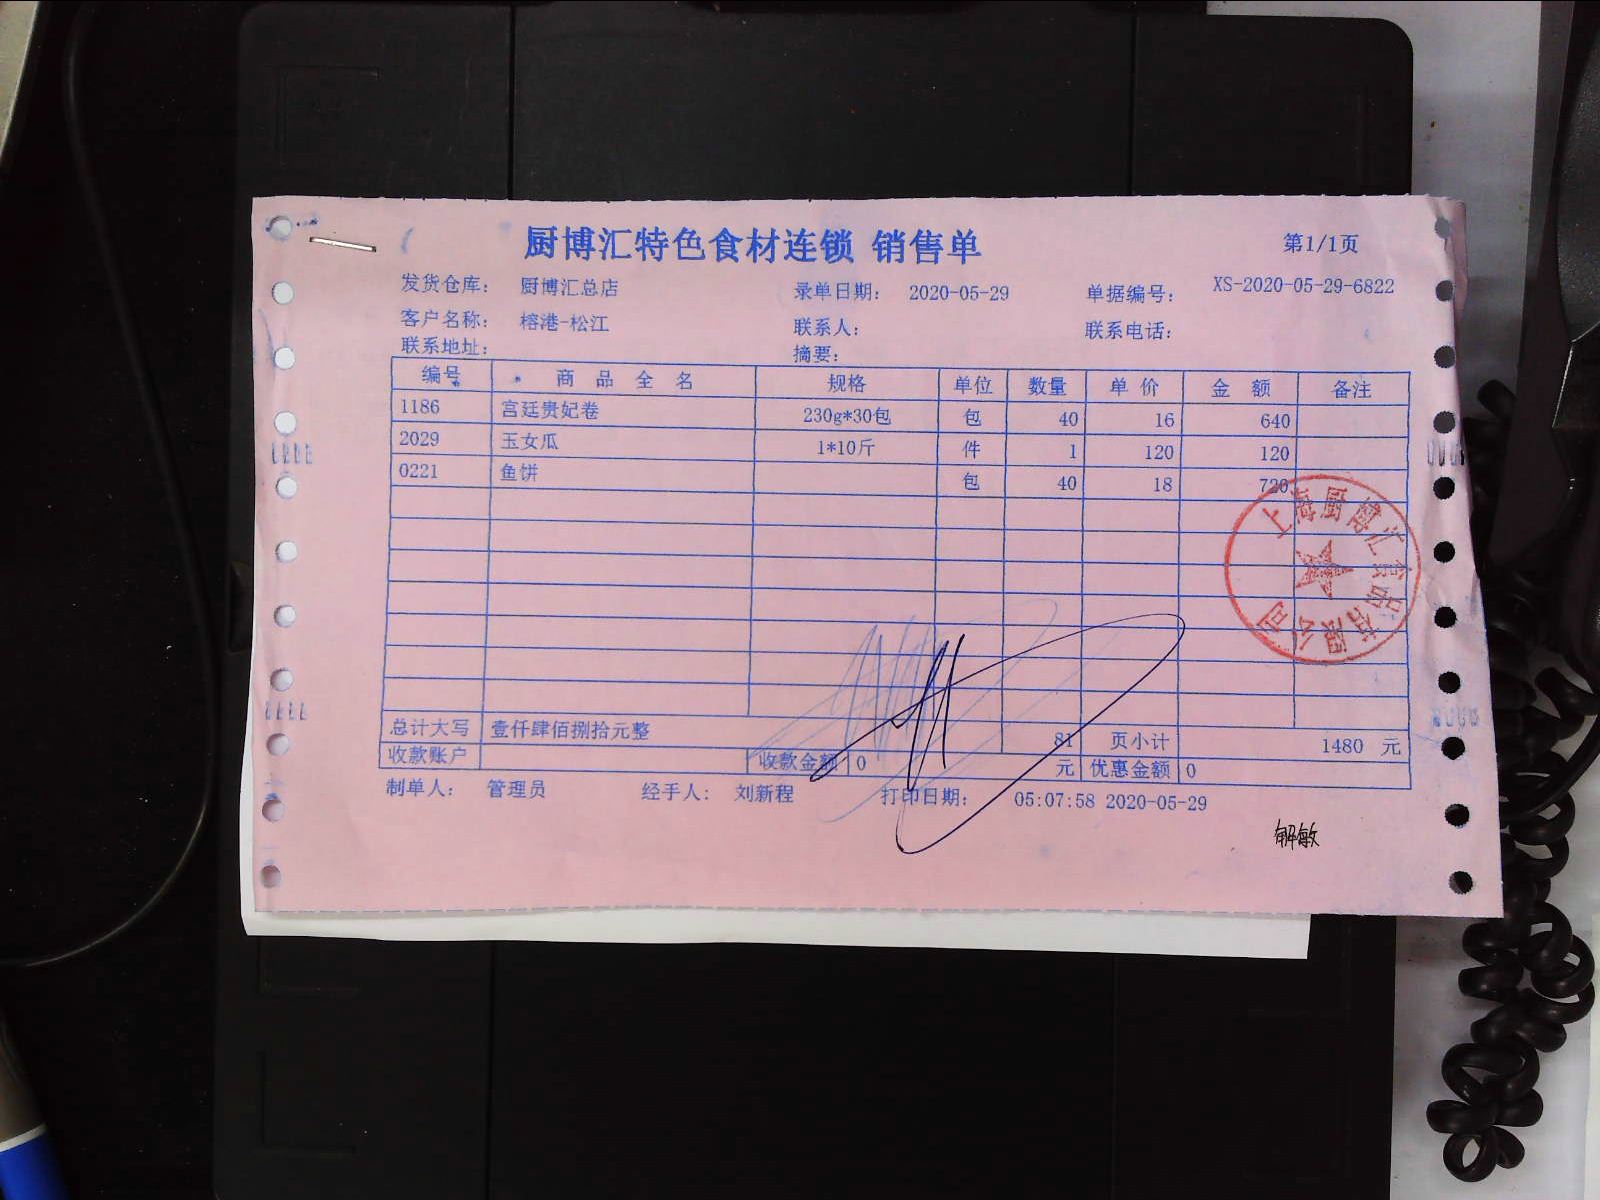 厨博汇特色食材连锁 销售单 第1/1页
发货仓库： 厨博汇总店 录单日期： 2020-05-29 单据编号： XS-2020-05-29-6822
客户名称： 榕港-松江 联系人： 联系电话：
联系地址： 摘要：
编号 商 品 全 名 规格 单位 数量 单 价 金 额 备注
1186 宫廷贵妃卷 230g*30包 包 40 16 640
2029 玉女瓜 1*10斤 件 1 120 120
0221 鱼饼 包 40 18 720
上海厨博汇食品有限公司
总计大写 壹仟肆佰捌拾元整 81 页小计 1480 元
收款账户 收款金额 0 元 优惠金额 0
制单人： 管理员 经手人： 刘新程 打印日期： 05:07:58 2020-05-29
解敏